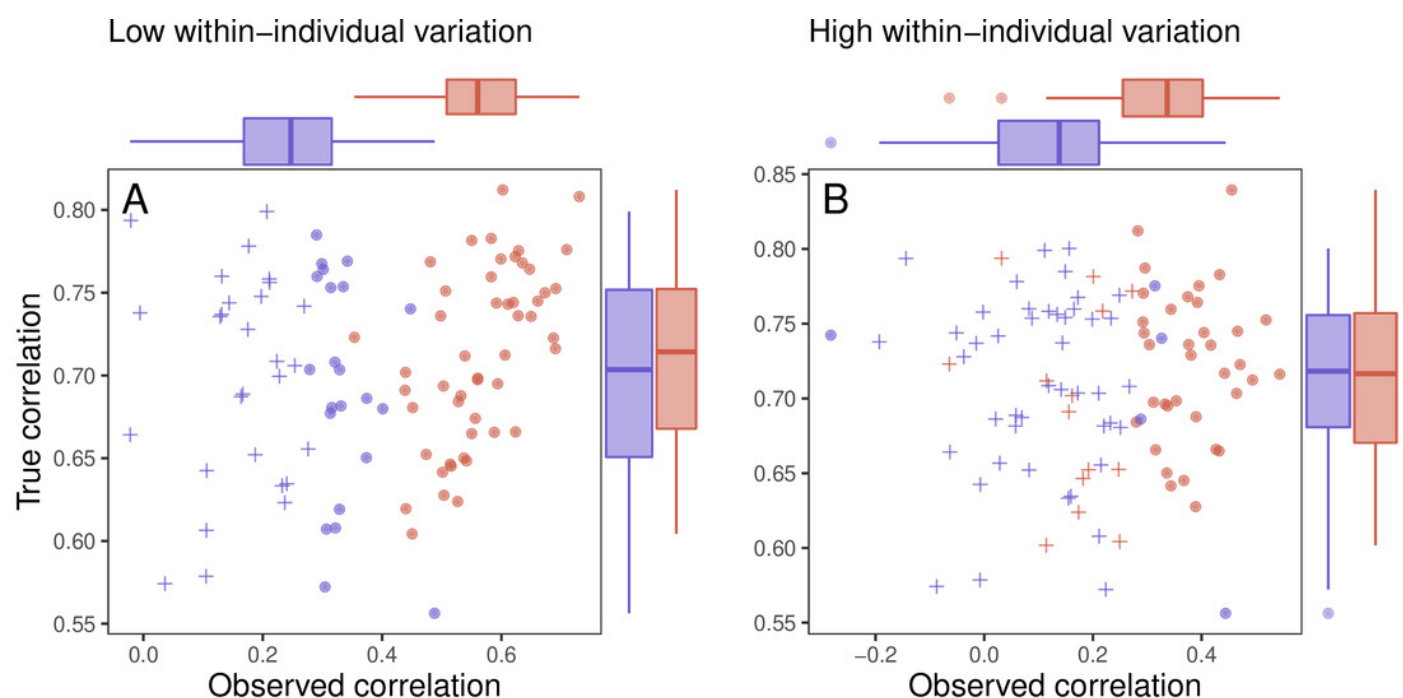 Low within−individual variation
High within−individual variation
A
B
True correlation
0.80
0.75
0.70
0.65
0.60
0.55
0.85
0.80
0.75
0.70
0.65
0.60
0.55
0.0 0.2 0.4 0.6
−0.2 0.0 0.2 0.4
Observed correlation
Observed correlation